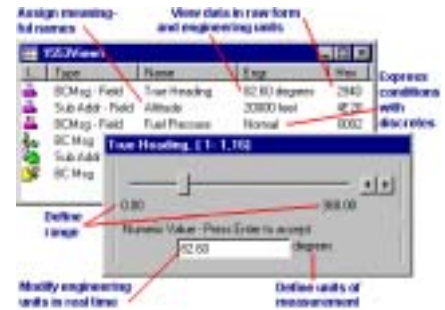 Assign meaning-
ful names
View data in raw form
and engineering units
1553View1
Type Name Engr Hex
BCMsg - Field True Heading 82.60 degrees 2940
Sub Addr - Field Altitude 20000 feet 4E20
BCMsg - Field Fuel Pressure Normal 0002
BC Msg
Sub Addr
BC Msg
Express
conditions
with
discretes
True Heading, [ 1- 1,16]
0.00 360.00
Define
range
Numeric Value - Press Enter to accept
82.60 degrees
Modify engineering
units in real time
Define units of
measurement